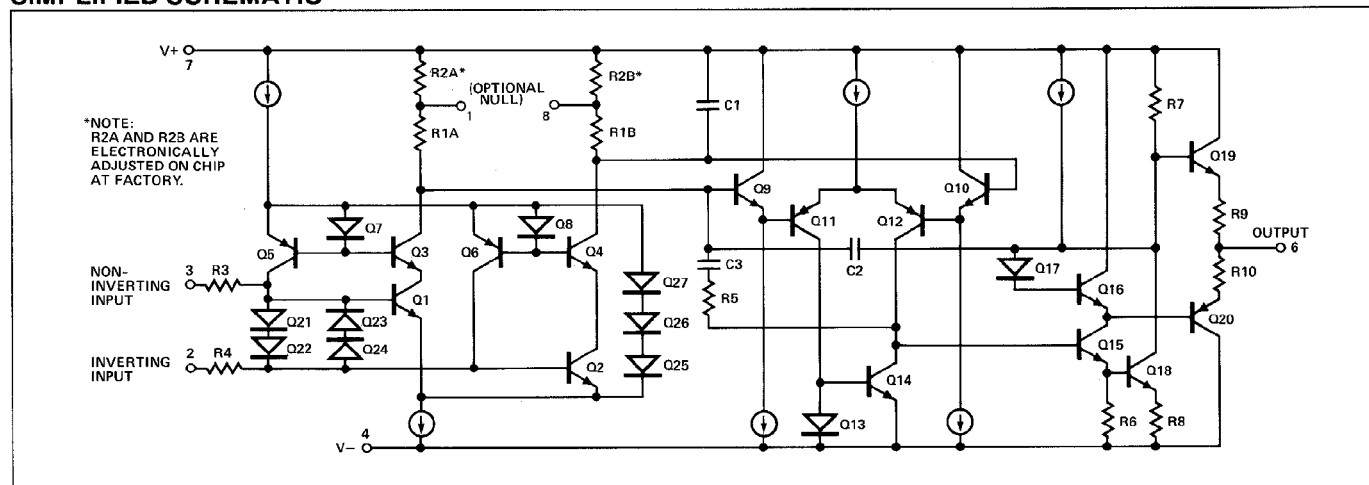 SIMPLIFIED SCHEMATIC
V+
7
R2A*
R2B*
(OPTIONAL
NULL)
1
8
C1
R7
*NOTE:
R2A AND R2B ARE
ELECTRONICALLY
ADJUSTED ON CHIP
AT FACTORY.
R1A
R1B
Q19
Q9
Q10
Q7
Q8
Q11
Q12
R9
Q5
Q3
Q6
Q4
OUTPUT
6
NON-
INVERTING
INPUT
3
R3
C3
C2
Q17
R10
Q27
Q16
Q1
R5
Q21
Q23
Q26
Q20
Q22
Q24
Q15
INVERTING
INPUT
2
R4
Q2
Q25
Q18
Q14
Q13
R6
R8
V-
4